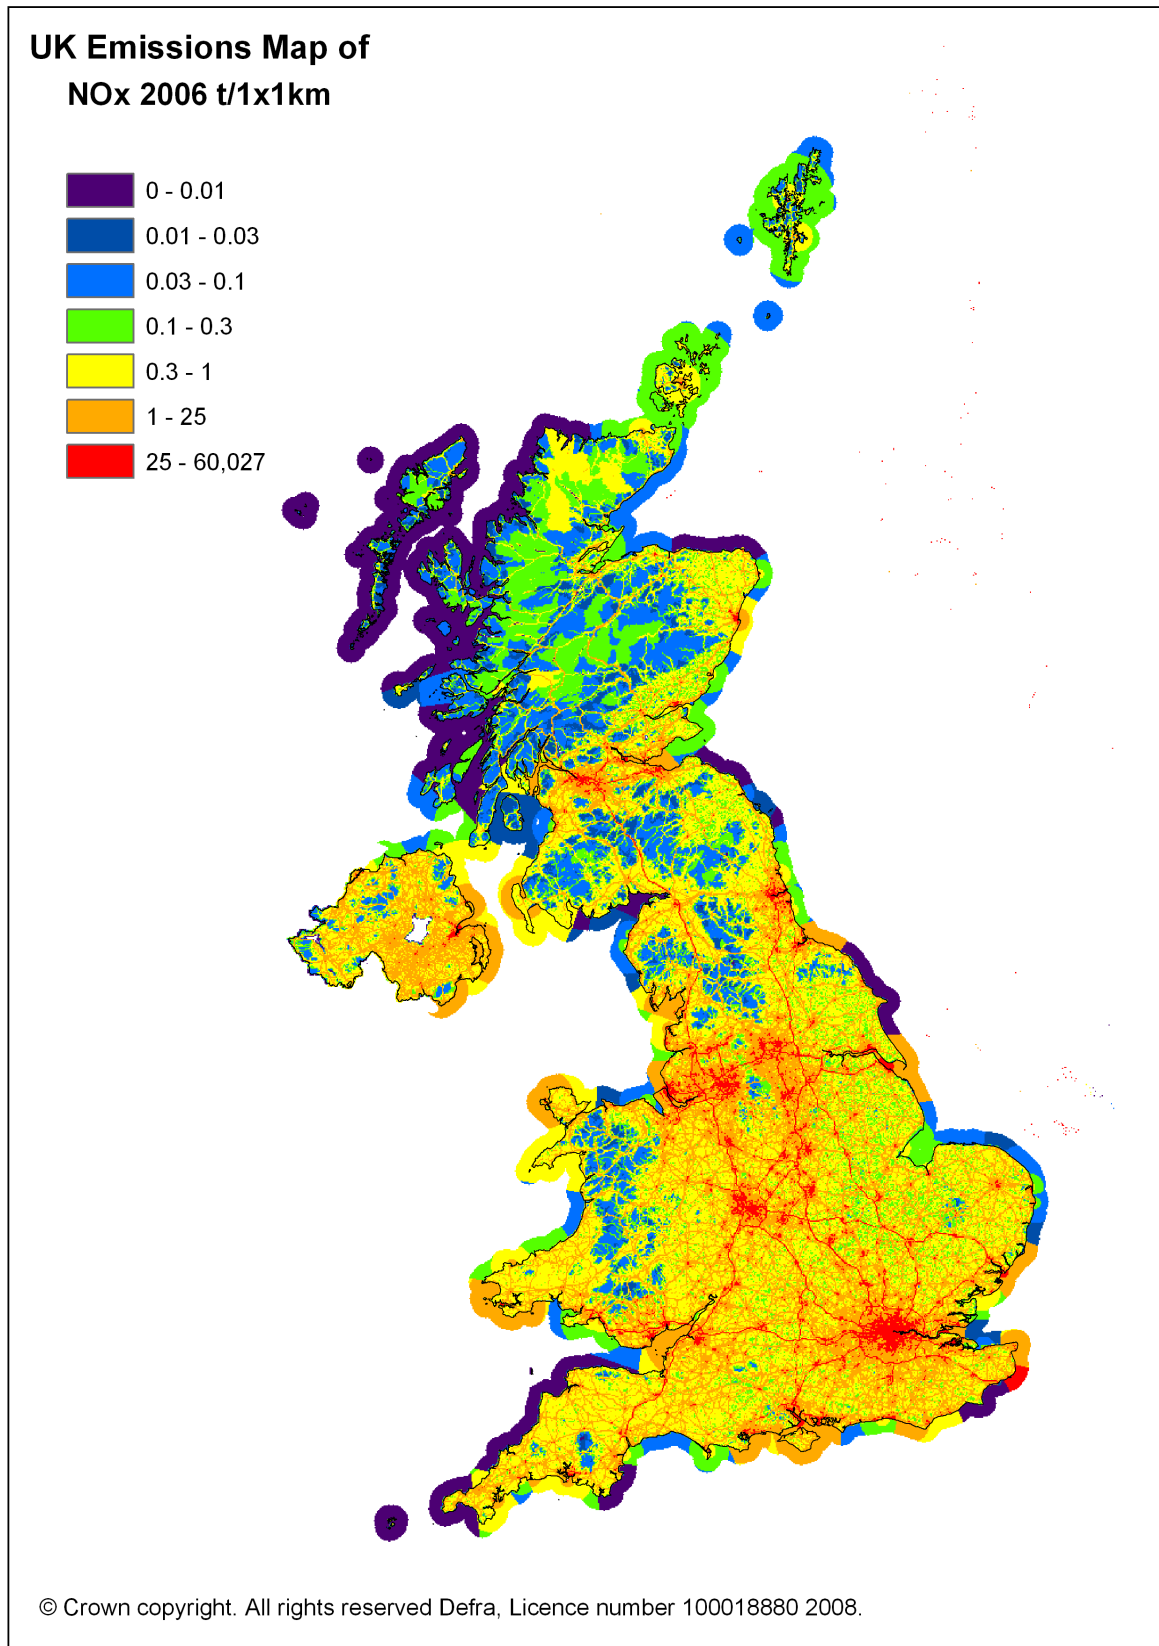 UK Emissions Map of
NOx 2006 t/1x1km
0 - 0.01
0.01 - 0.03
0.03 - 0.1
0.1 - 0.3
0.3 - 1
1 - 25
25 - 60,027
© Crown copyright. All rights reserved Defra, Licence number 100018880 2008.